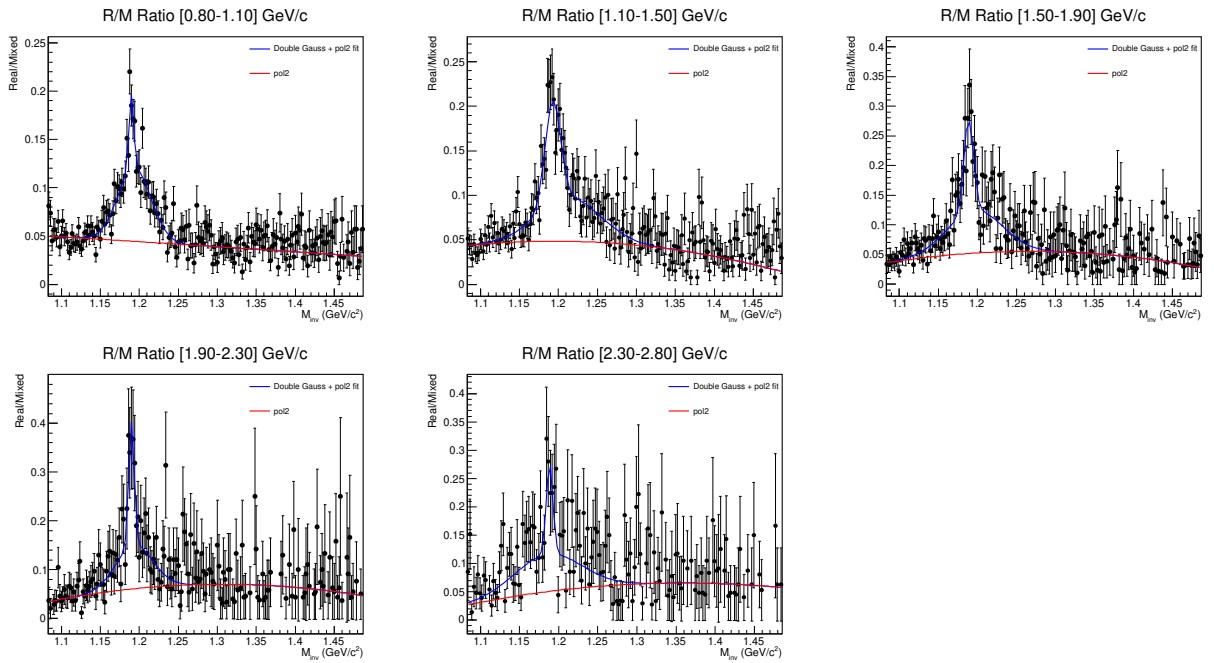 R/M Ratio [0.80-1.10] GeV/c
Real/Mixed
0.25
0.2
0.15
0.1
0.05
0
Double Gauss + pol2 fit
pol2
1.1 1.15 1.2 1.25 1.3 1.35 1.4 1.45
M_inv (GeV/c²)
R/M Ratio [1.10-1.50] GeV/c
Real/Mixed
0.25
0.2
0.15
0.1
0.05
0
Double Gauss + pol2 fit
pol2
1.1 1.15 1.2 1.25 1.3 1.35 1.4 1.45
M_inv (GeV/c²)
R/M Ratio [1.50-1.90] GeV/c
Real/Mixed
0.4
0.35
0.3
0.25
0.2
0.15
0.1
0.05
0
Double Gauss + pol2 fit
pol2
1.1 1.15 1.2 1.25 1.3 1.35 1.4 1.45
M_inv (GeV/c²)
R/M Ratio [1.90-2.30] GeV/c
Real/Mixed
0.4
0.3
0.2
0.1
0
Double Gauss + pol2 fit
pol2
1.1 1.15 1.2 1.25 1.3 1.35 1.4 1.45
M_inv (GeV/c²)
R/M Ratio [2.30-2.80] GeV/c
Real/Mixed
0.4
0.35
0.3
0.25
0.2
0.15
0.1
0.05
0
Double Gauss + pol2 fit
pol2
1.1 1.15 1.2 1.25 1.3 1.35 1.4 1.45
M_inv (GeV/c²)